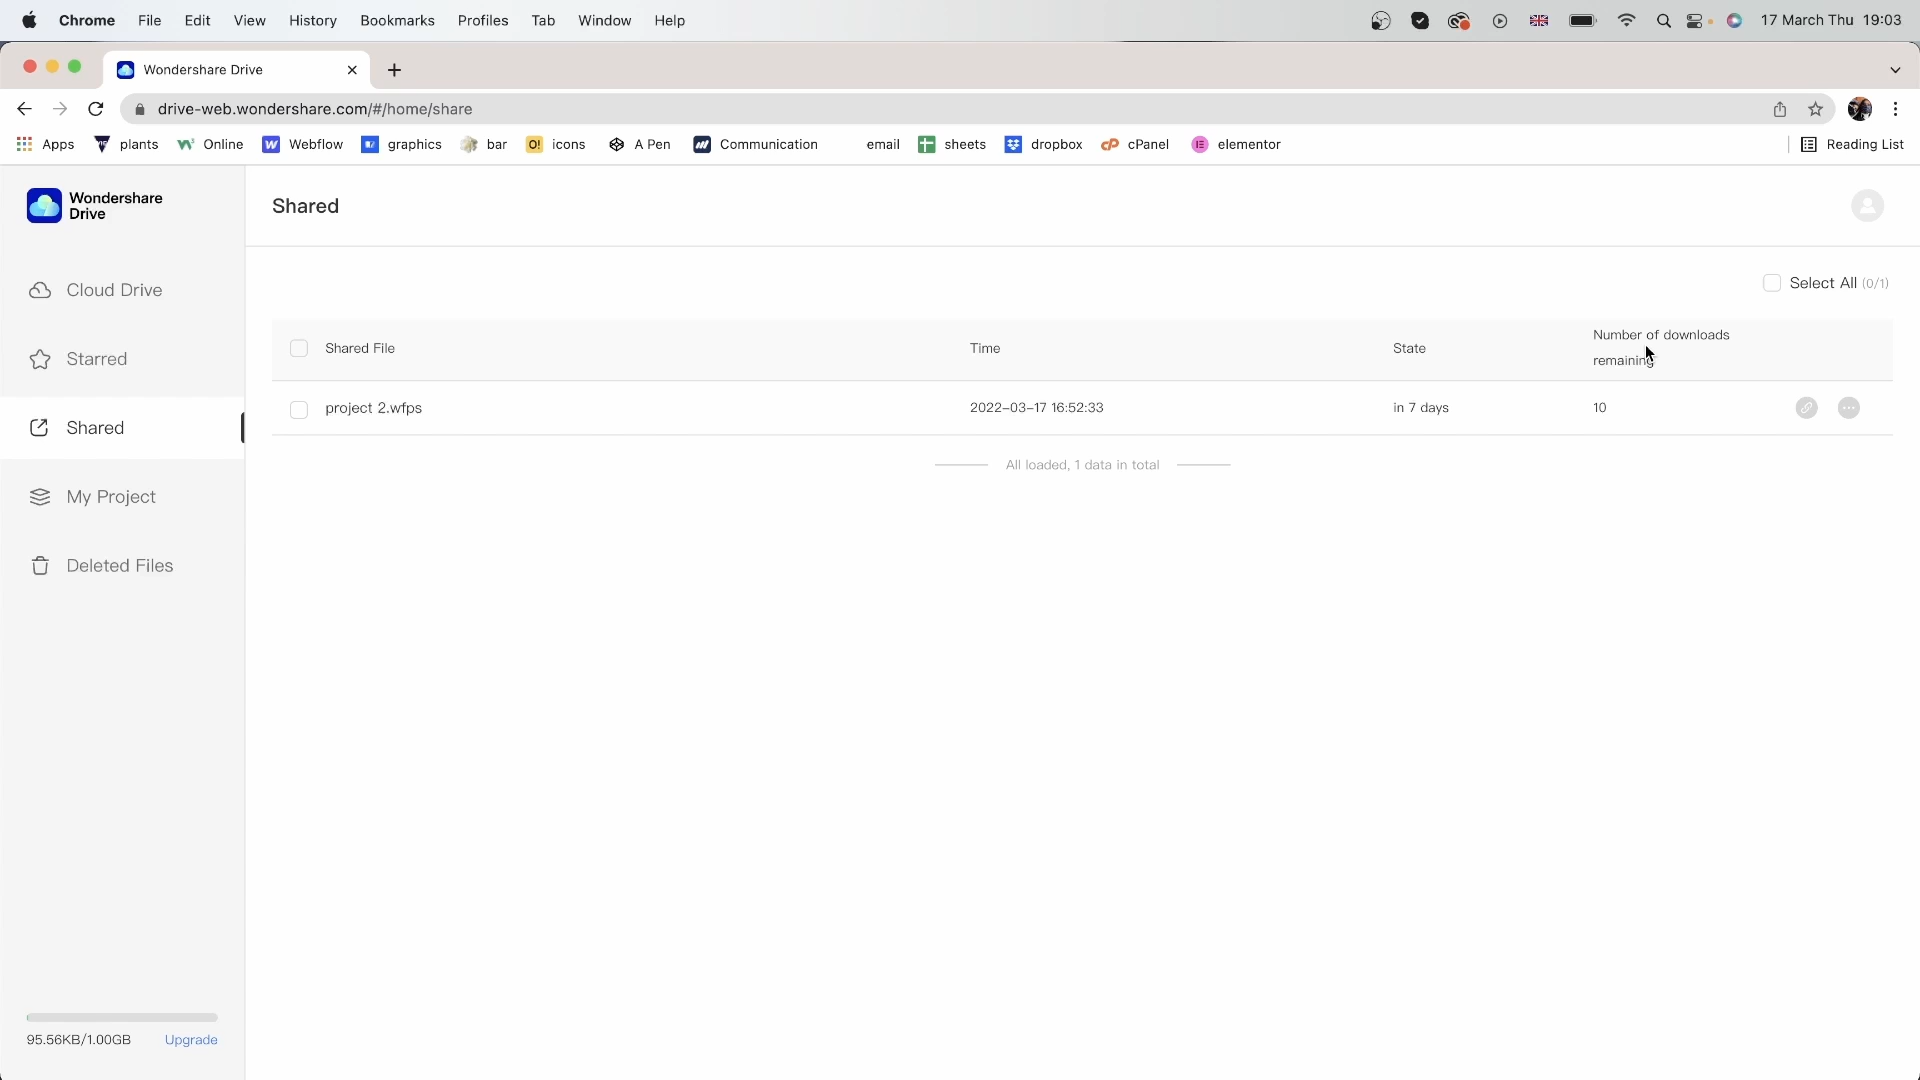 Chrome File Edit View History Bookmarks Profiles Tab Window Help 17 March Thu 19:03
Wondershare Drive
drive-web.wondershare.com/#/home/share
Apps plants Online Webflow graphics bar O! icons A Pen Communication email sheets dropbox cPanel elementor Reading List
Wondershare
Drive
Shared
Select All (0/1)
Cloud Drive
Starred
Shared
My Project
Deleted Files
Shared File Time State Number of downloads
remaining
project 2.wfps 2022-03-17 16:52:33 in 7 days 10
All loaded, 1 data in total
95.56KB/1.00GB Upgrade